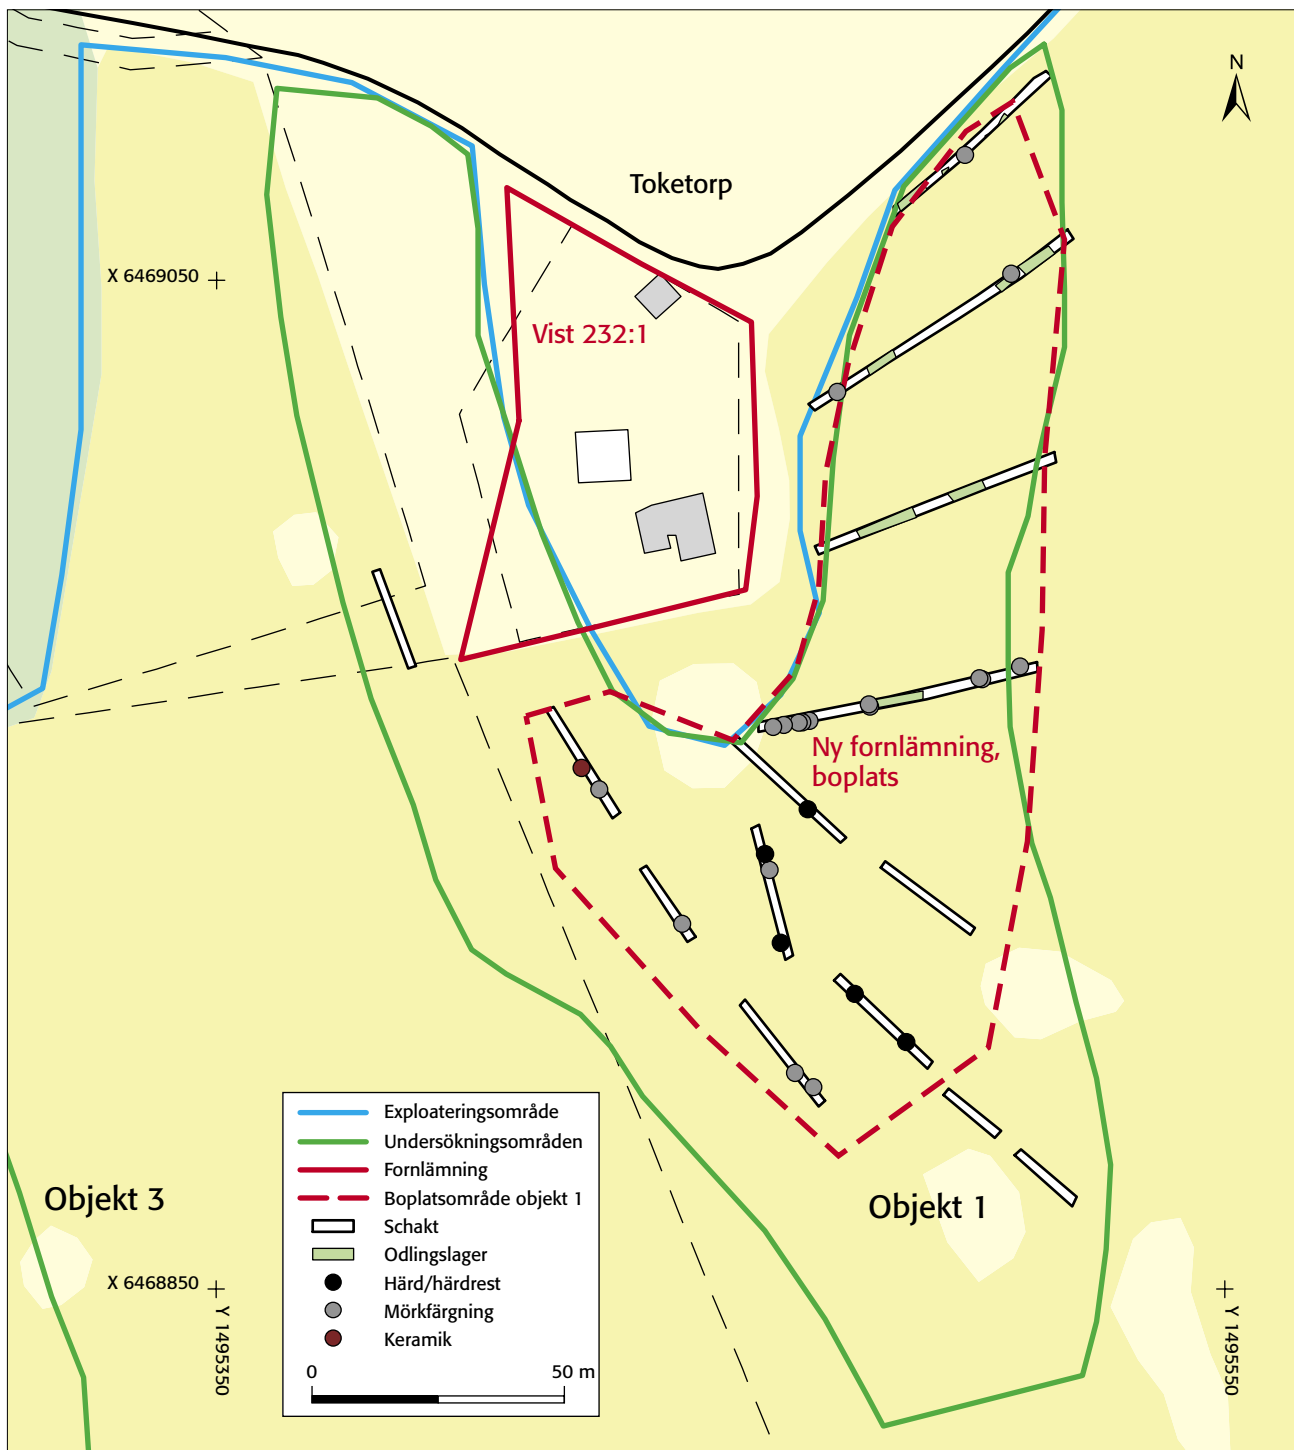 N
Toketorp
X 6469050
Vist 232:1
Ny fornlämning,
boplats
Exploateringsområde
Undersökningsområden
Fornlämning
Boplatsområde objekt 1
Schakt
Odlingslager
Härd/härdrest
Mörkfärgning
Keramik
0 50 m
Objekt 3
Objekt 1
X 6468850
Y 1495350
Y 1495550